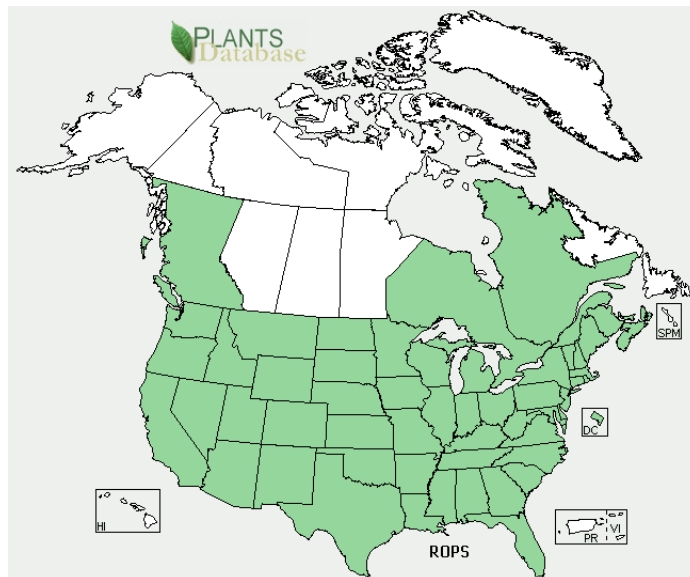 PLANTS
Database
SPM
DC
HI
PR
VI
ROPS